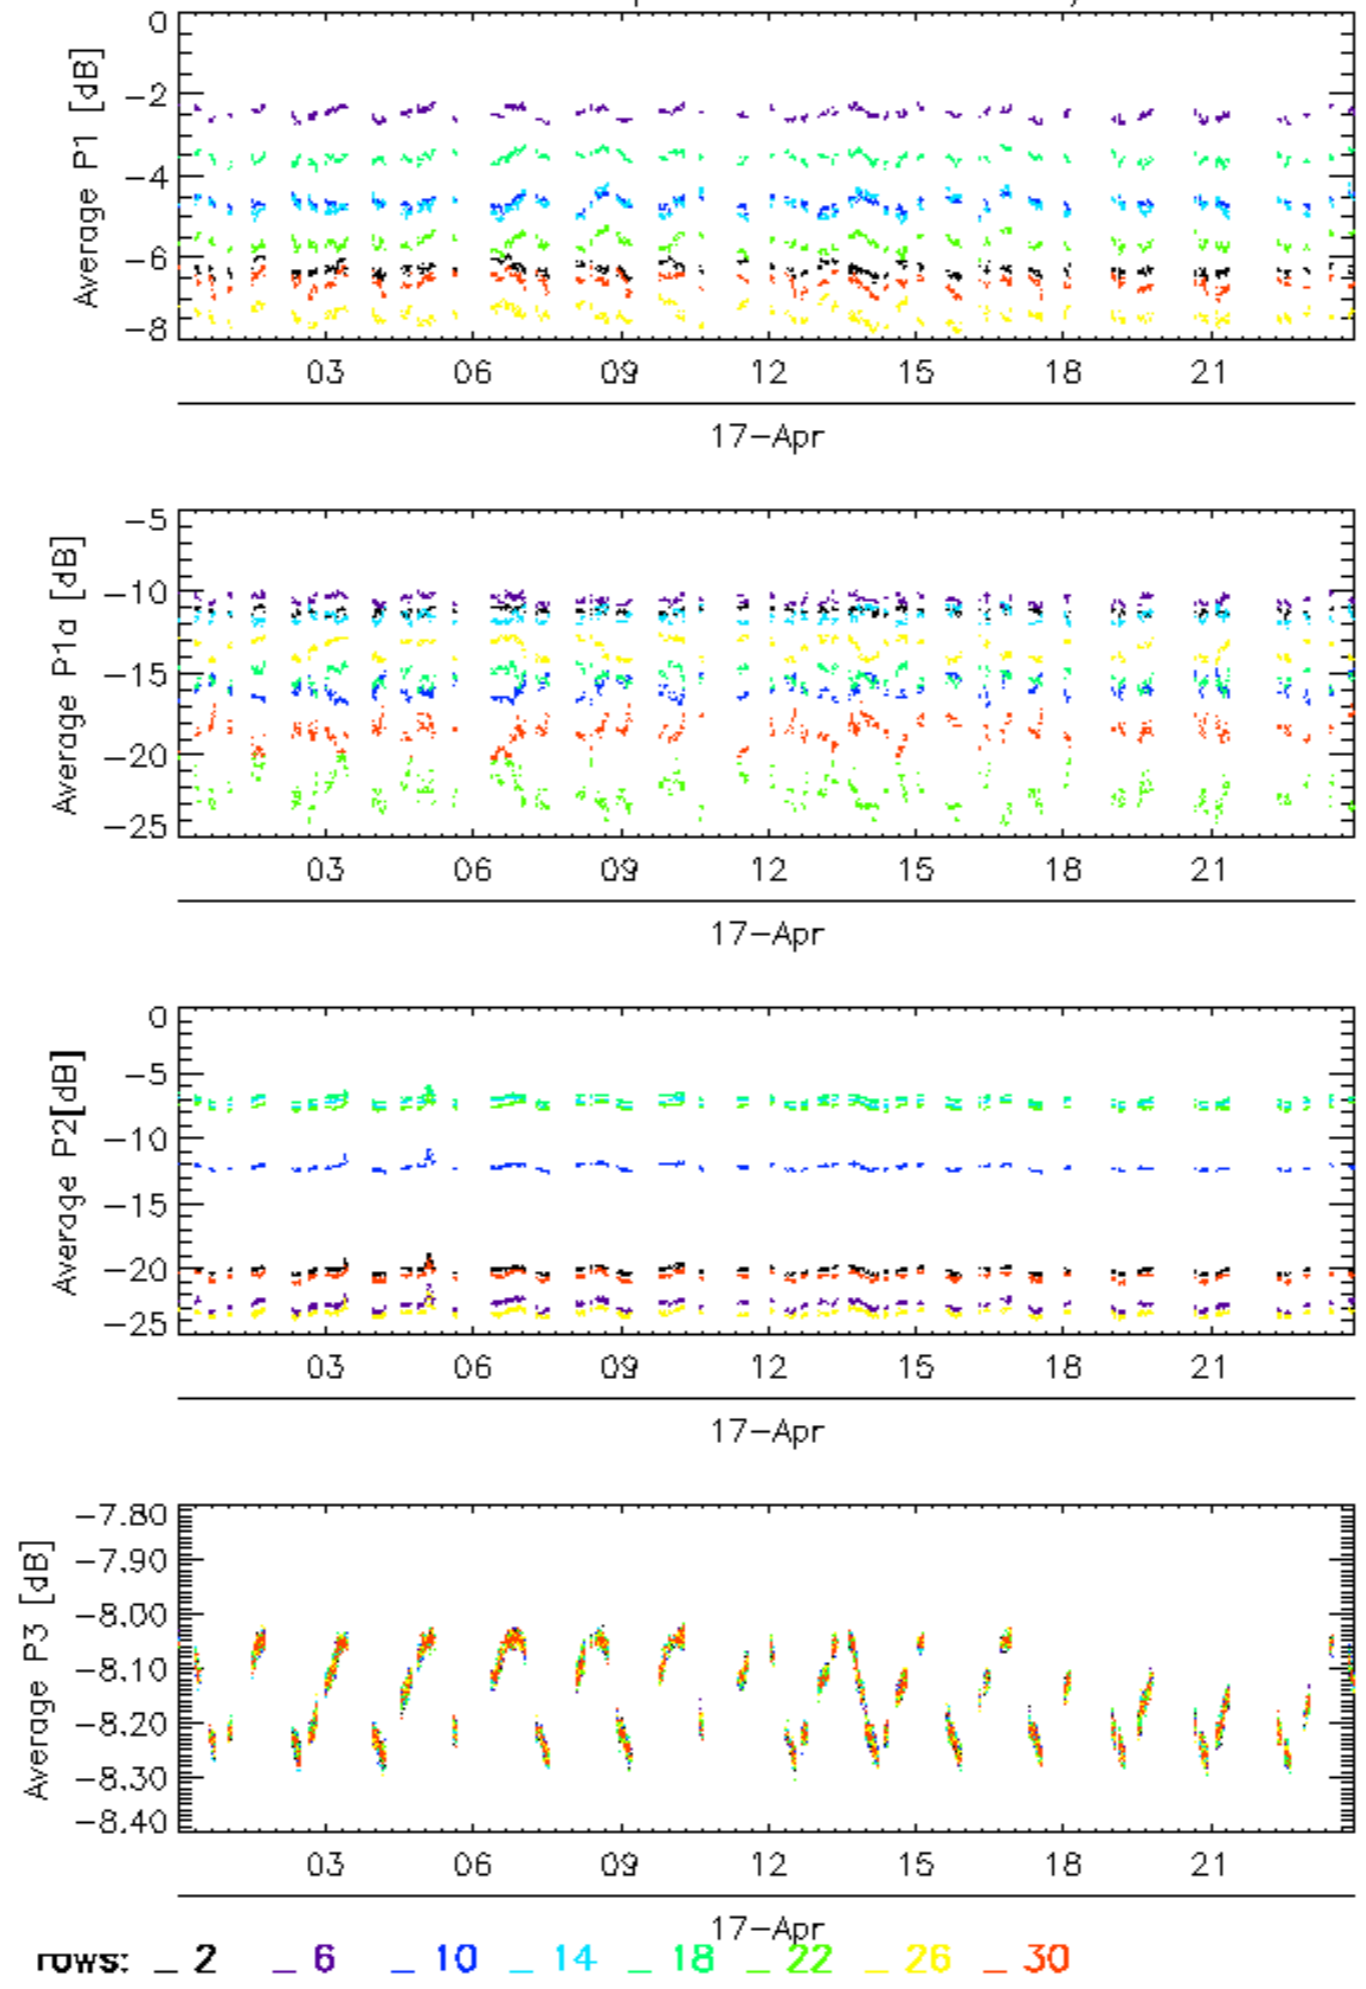 0
-2
-4
-6
-8
Average P1 [dB]
03 06 09 12 15 18 21
17-Apr
-5
-10
-15
-20
-25
Average P1a [dB]
03 06 09 12 15 18 21
17-Apr
0
-5
-10
-15
-20
-25
Average P2[dB]
03 06 09 12 15 18 21
17-Apr
-7.80
-7.90
-8.00
-8.10
-8.20
-8.30
-8.40
Average P3 [dB]
03 06 09 12 15 18 21
17-Apr
rows: _ 2 _ 6 _ 10 _ 14 _ 18 _ 22 _ 26 _ 30